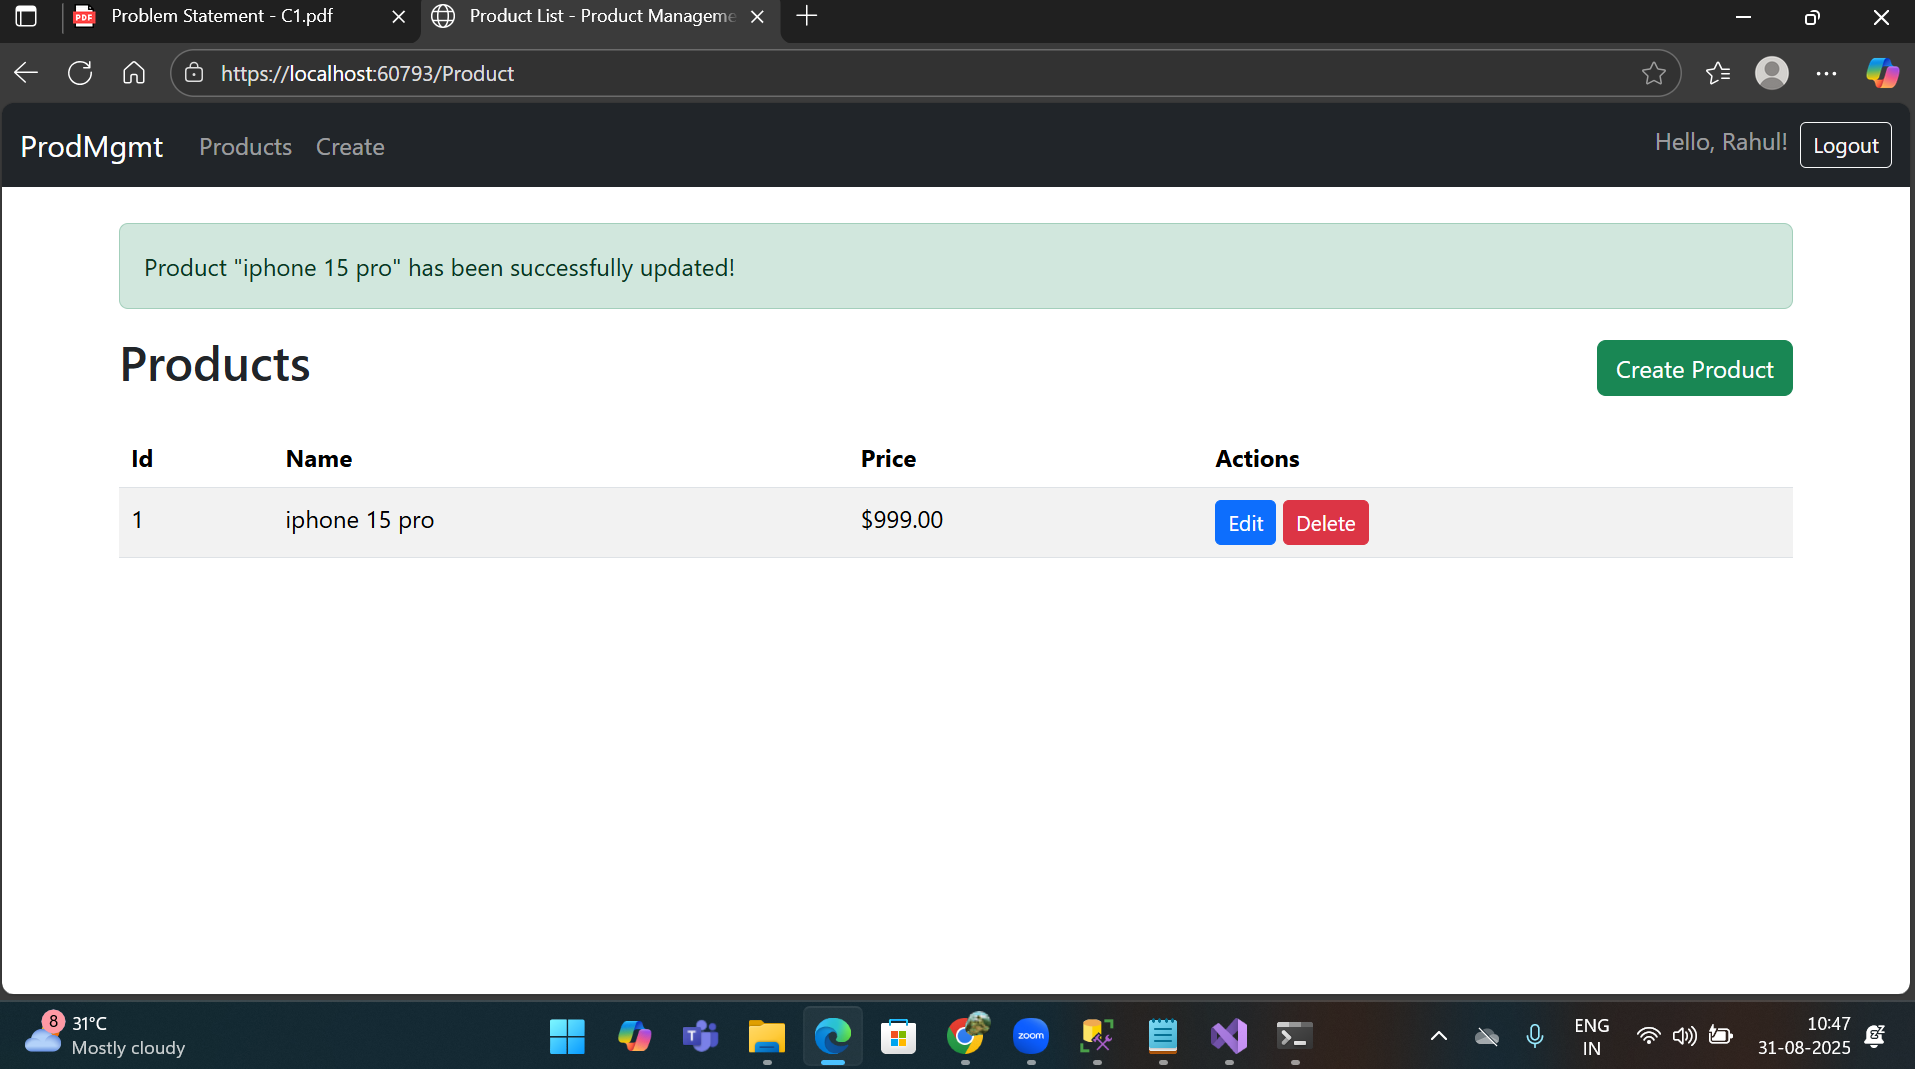 Problem Statement - C1.pdf
Product List - Product Manageme
https://localhost:60793/Product
ProdMgmt Products Create Hello, Rahul! Logout
Product "iphone 15 pro" has been successfully updated!
Products Create Product
Id Name Price Actions
1 iphone 15 pro $999.00 Edit Delete
8 31°C
Mostly cloudy
PDF
T
zoom
ENG
IN
10:47
31-08-2025